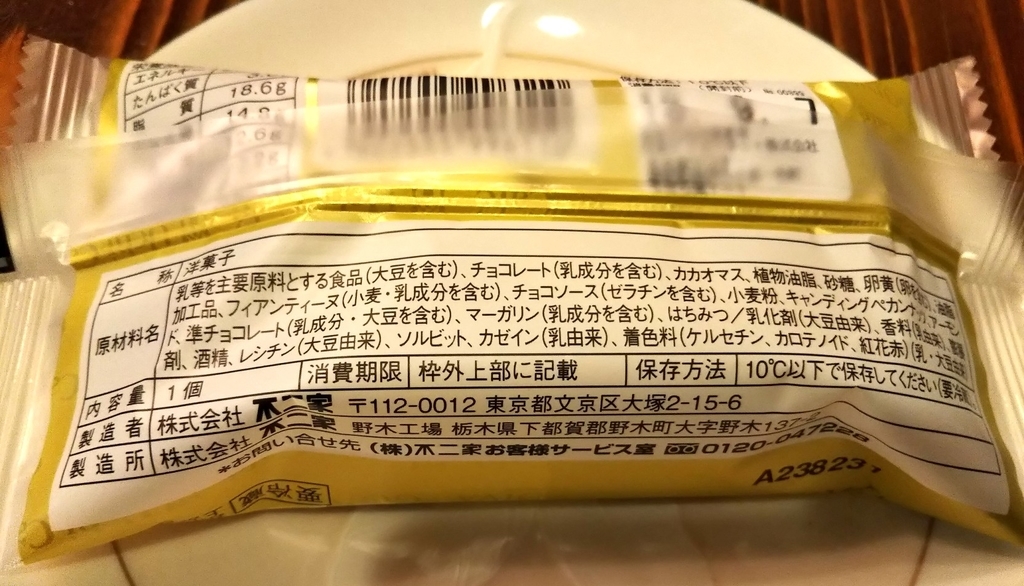 エネルギー
たんぱく質 18.6g
脂 質 14.9
保存方法
(開封前)
株式会社
名 称 洋菓子
原材料名 乳等を主要原料とする食品(大豆を含む)、チョコレート(乳成分を含む)、カカオマス、植物油脂、砂糖、卵黄
加工品、フィアンティーヌ(小麦・乳成分を含む)、チョコソース(ゼラチンを含む)、小麦粉、キャンディングペカンナッツ、アーモン
ド、準チョコレート(乳成分・大豆を含む)、マーガリン(乳成分を含む)、はちみつ/乳化剤(大豆由来)、香料
剤、酒精、レシチン(大豆由来)、ソルビット、カゼイン(乳由来)、着色料(ケルセチン、カロテノイド、紅花赤)(乳・大豆由来
内容量 1個 消費期限 枠外上部に記載 保存方法 10℃以下で保存してください(要冷
製造者 株式会社 不二家 〒112-0012 東京都文京区大塚2-15-6
製造所 株式会社 不二家 野木工場 栃木県下都賀郡野木町大字野木137
*お問い合せ先 (株)不二家お客様サービス室 0120-047228
要冷蔵
A238231